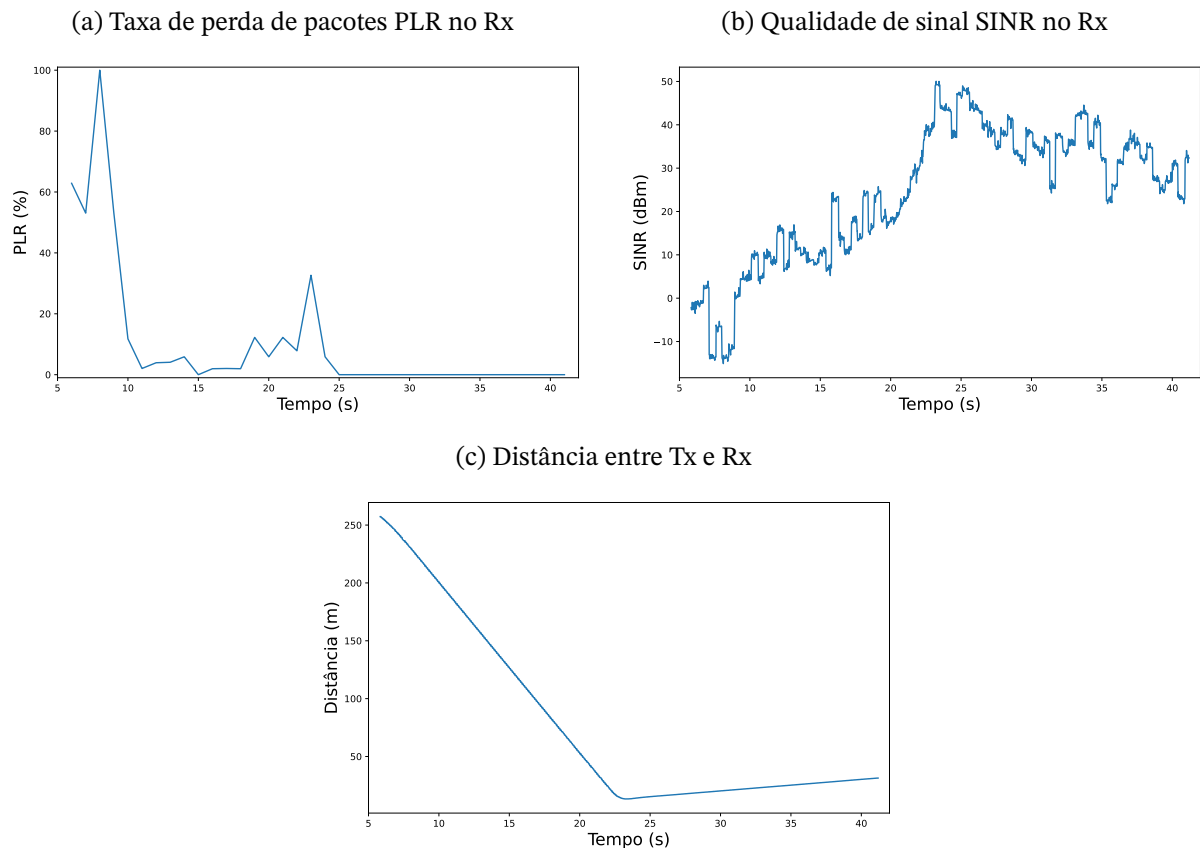 (a) Taxa de perda de pacotes PLR no Rx
(b) Qualidade de sinal SINR no Rx
100
80
60
40
20
0
PLR (%)
5 10 15 20 25 30 35 40
Tempo (s)
50
40
30
20
10
0
−10
SINR (dBm)
5 10 15 20 25 30 35 40
Tempo (s)
(c) Distância entre Tx e Rx
250
200
150
100
50
Distância (m)
5 10 15 20 25 30 35 40
Tempo (s)